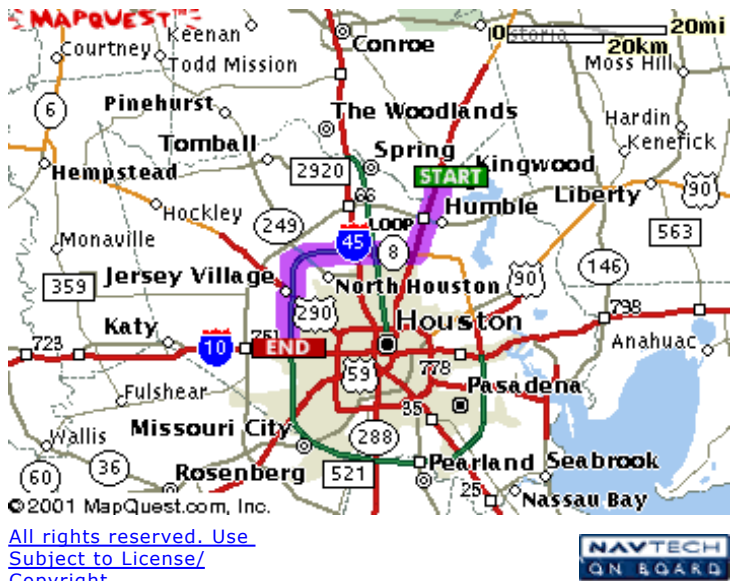 MAPQUEST
Keenan
Courtney
Todd Mission
Conroe
20mi
20km
0
Moss Hill
Pinehurst
The Woodlands
6
Hardin
Kenefick
Tomball
Hempstead
2920
Spring
START
Kingwood
Liberty
90
Hockley
249
66
LOOP
Humble
563
Monaville
45
8
146
359
Jersey Village
North Houston
90
290
Houston
798
Katy
723
751
10
END
59
778
Anahuac
Fulshear
Pasadena
35
Wallis
Missouri City
288
60
36
Rosenberg
521
Pearland
Seabrook
25
Nassau Bay
©2001 MapQuest.com, Inc.
All rights reserved. Use
Subject to License/
Copyright
NAVTECH
ON BOARD